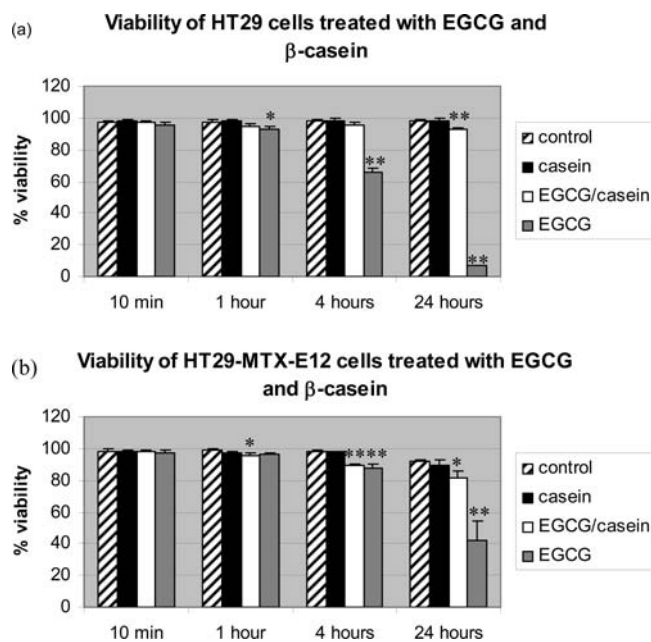 (a)
Viability of HT29 cells treated with EGCG and
β-casein
120
100
80
60
40
20
0
% viability
*
**
**
**
10 min
1 hour
4 hours
24 hours
control
casein
EGCG/casein
EGCG
(b)
Viability of HT29-MTX-E12 cells treated with EGCG
and β-casein
120
100
80
60
40
20
0
% viability
*
****
*
**
10 min
1 hour
4 hours
24 hours
control
casein
EGCG/casein
EGCG